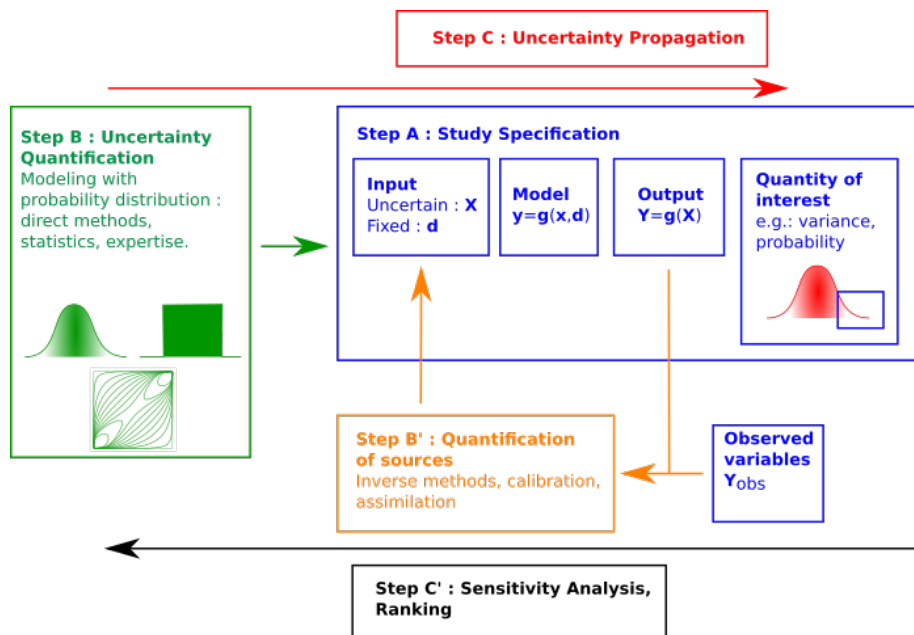 Step C : Uncertainty Propagation
Step B : Uncertainty
Quantification
Modeling with
probability distribution :
direct methods,
statistics, expertise.
Step A : Study Specification
Input
Uncertain : X
Fixed : d
Model
y=g(x,d)
Output
Y=g(X)
Quantity of
interest
e.g.: variance,
probability
Step B' : Quantification
of sources
Inverse methods, calibration,
assimilation
Observed
variables
Yobs
Step C' : Sensitivity Analysis,
Ranking